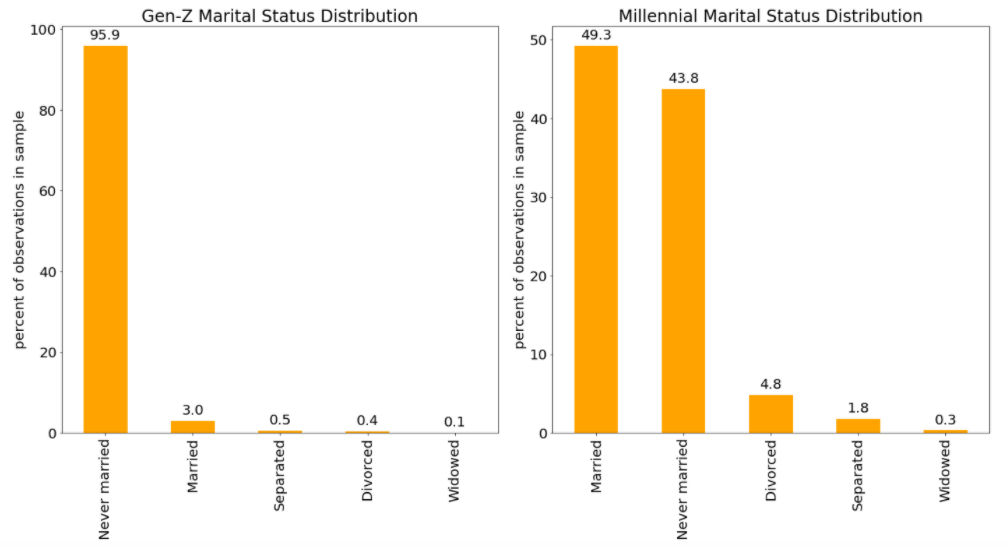 Gen-Z Marital Status Distribution
percent of observations in sample
100
80
60
40
20
0
95.9
3.0
0.5
0.4
0.1
Never married
Married
Separated
Divorced
Widowed
Millennial Marital Status Distribution
percent of observations in sample
50
40
30
20
10
0
49.3
43.8
4.8
1.8
0.3
Married
Never married
Divorced
Separated
Widowed